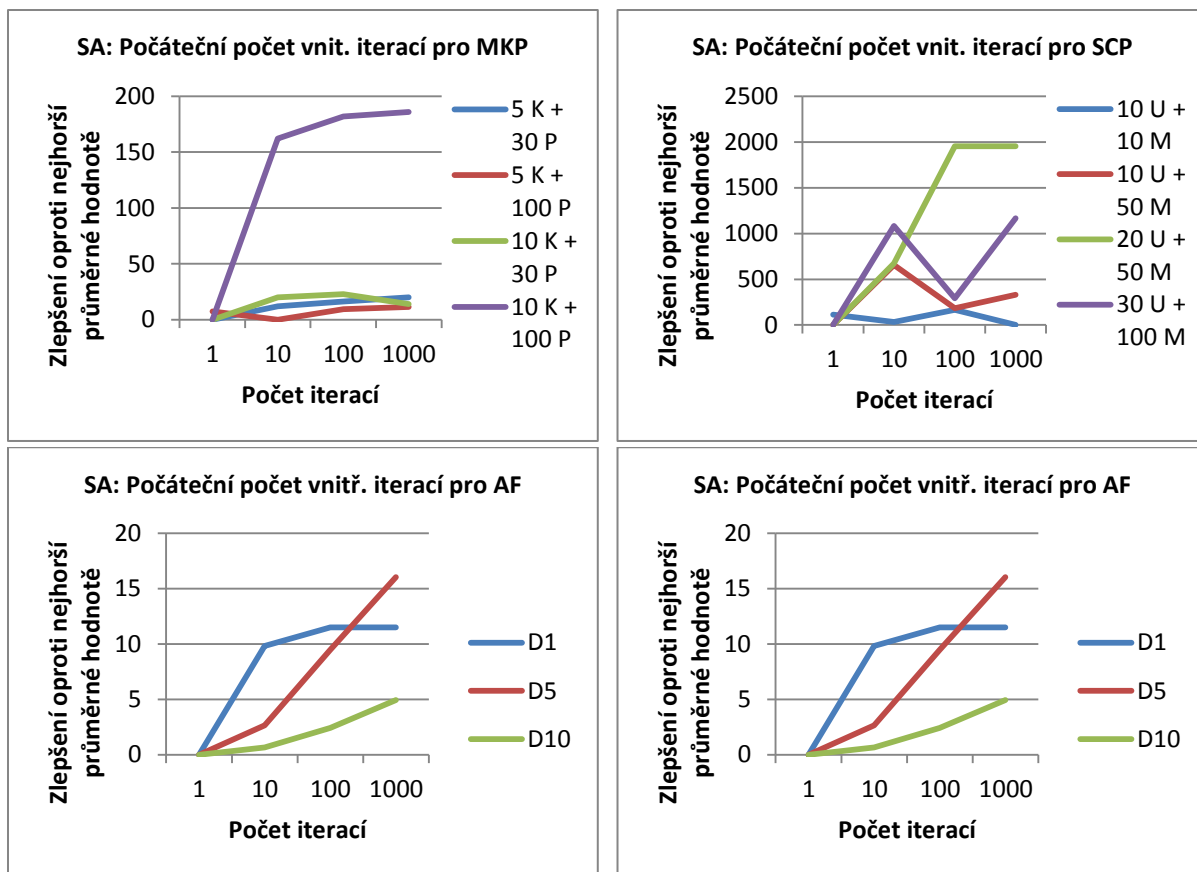 SA: Počáteční počet vnit. iterací pro MKP
Zlepšení oproti nejhorší
průměrné hodnotě
200
150
100
50
0
1 10 100 1000
Počet iterací
5 K +
30 P
5 K +
100 P
10 K +
30 P
10 K +
100 P
SA: Počáteční počet vnit. iterací pro SCP
Zlepšení oproti nejhorší
průměrné hodnotě
2500
2000
1500
1000
500
0
1 10 100 1000
Počet iterací
10 U +
10 M
10 U +
50 M
20 U +
50 M
30 U +
100 M
SA: Počáteční počet vnitř. iterací pro AF
Zlepšení oproti nejhorší
průměrné hodnotě
20
15
10
5
0
1 10 100 1000
Počet iterací
D1
D5
D10
SA: Počáteční počet vnitř. iterací pro AF
Zlepšení oproti nejhorší
průměrné hodnotě
20
15
10
5
0
1 10 100 1000
Počet iterací
D1
D5
D10